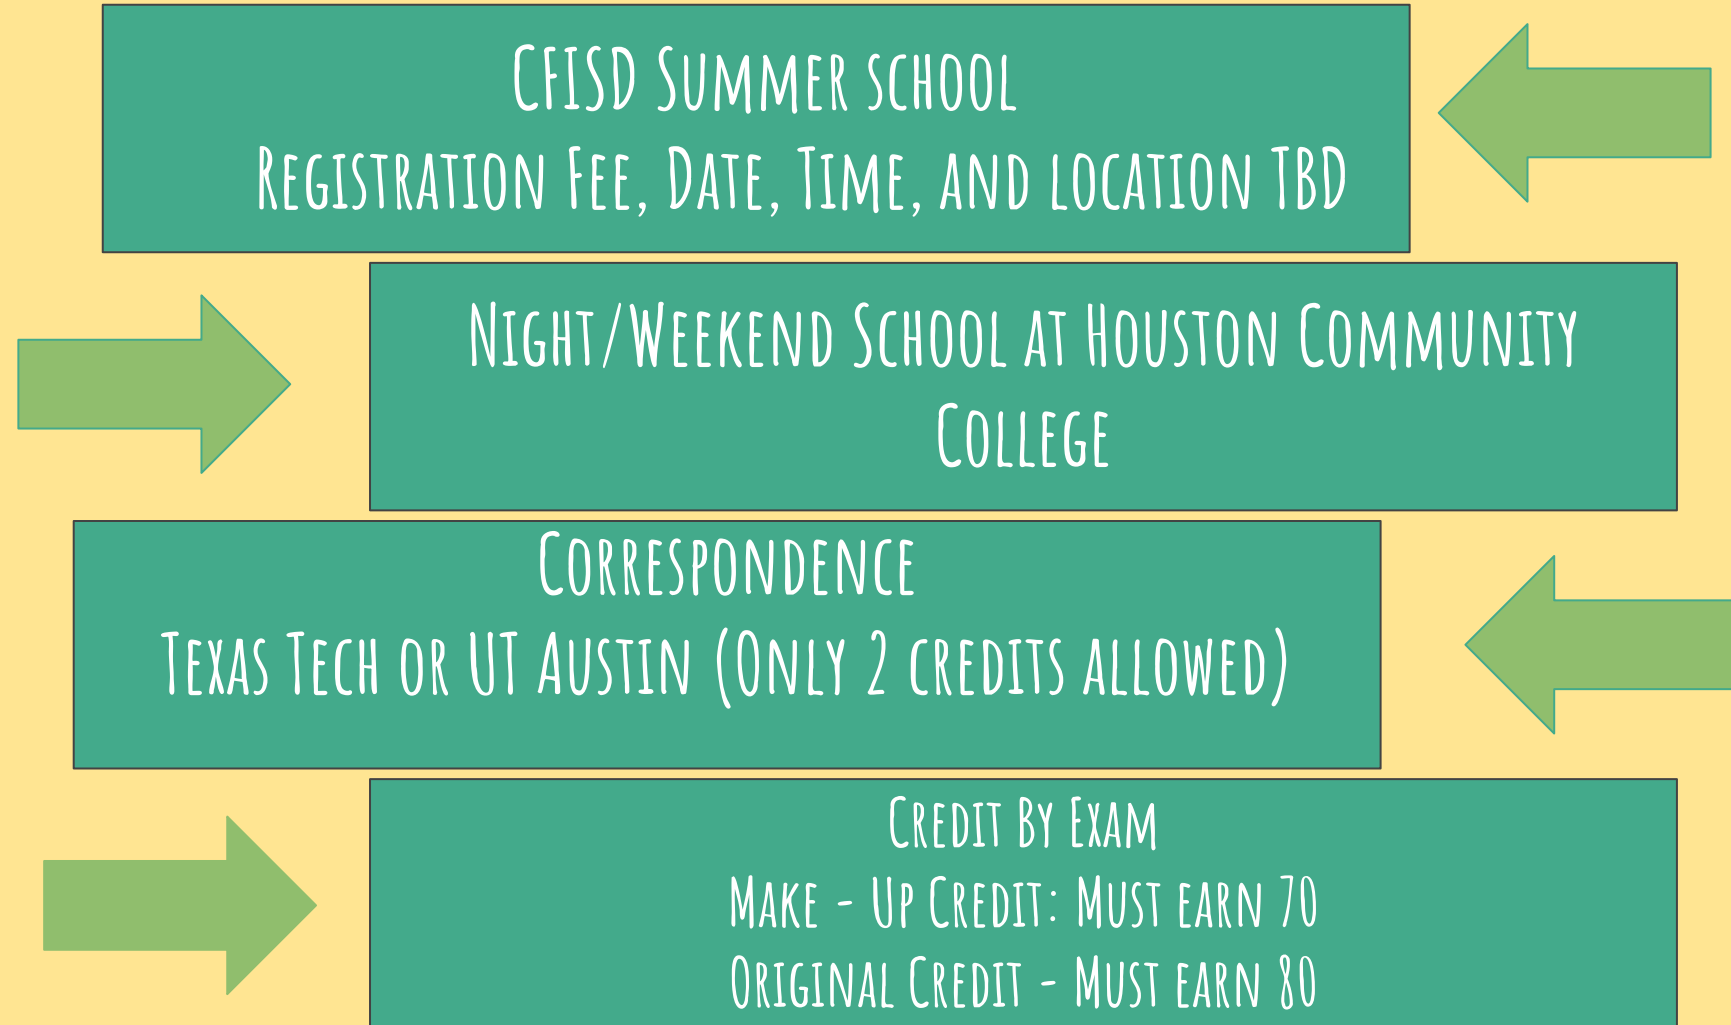 CFISD Summer school
Registration Fee, Date, Time, and location TBD
Night/Weekend School at Houston Community
College
Correspondence
Texas Tech or UT Austin (Only 2 credits allowed)
Credit By Exam
Make - Up Credit: Must earn 70
Original Credit - Must earn 80